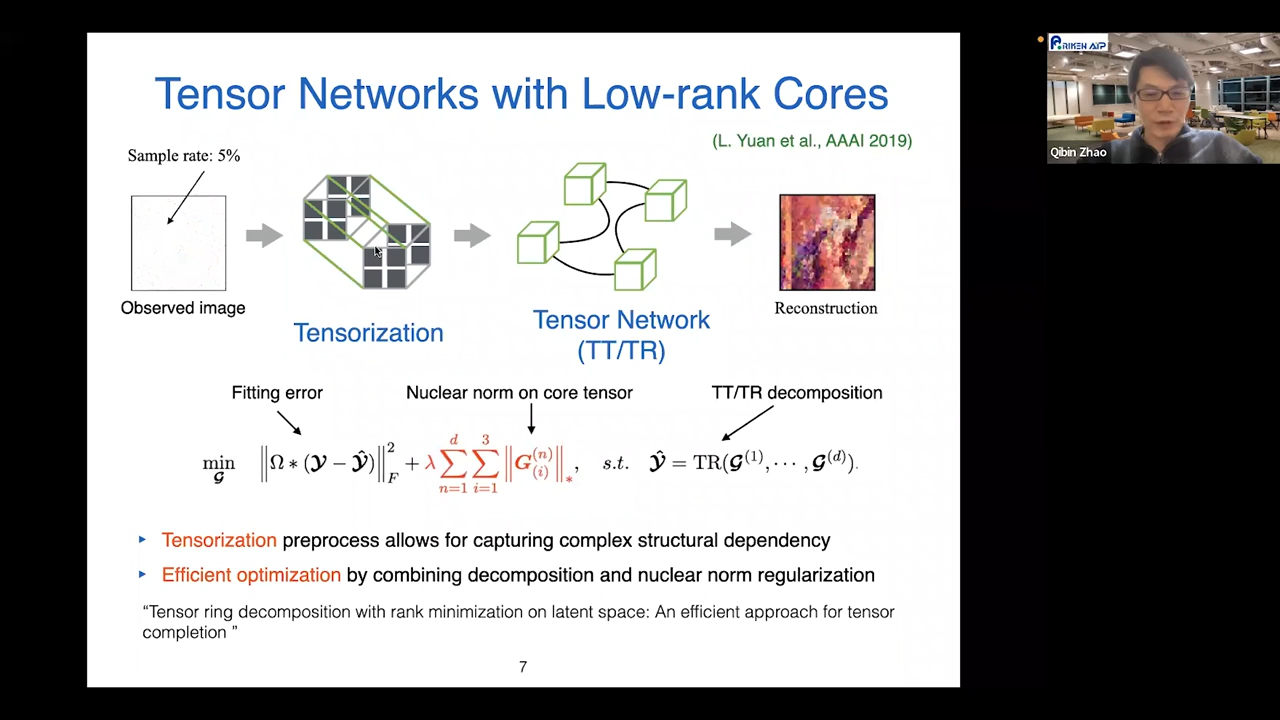 Tensor Networks with Low-rank Cores
(L. Yuan et al., AAAI 2019)
Sample rate: 5%
Observed image
Tensorization
Tensor Network
(TT/TR)
Reconstruction
Fitting error
Nuclear norm on core tensor
TT/TR decomposition
min_𝓖 ‖Ω ∗ (𝓨 − 𝓨̂)‖²_F + λ ∑_{n=1}^{d} ∑_{i=1}^{3} ‖G^{(n)}_{(i)}‖_∗, s.t. 𝓨̂ = TR(𝓖^{(1)}, ⋯ , 𝓖^{(d)}).
▸ Tensorization preprocess allows for capturing complex structural dependency
▸ Efficient optimization by combining decomposition and nuclear norm regularization
“Tensor ring decomposition with rank minimization on latent space: An efficient approach for tensor
completion ”
7
RIKEN AIP
Qibin Zhao